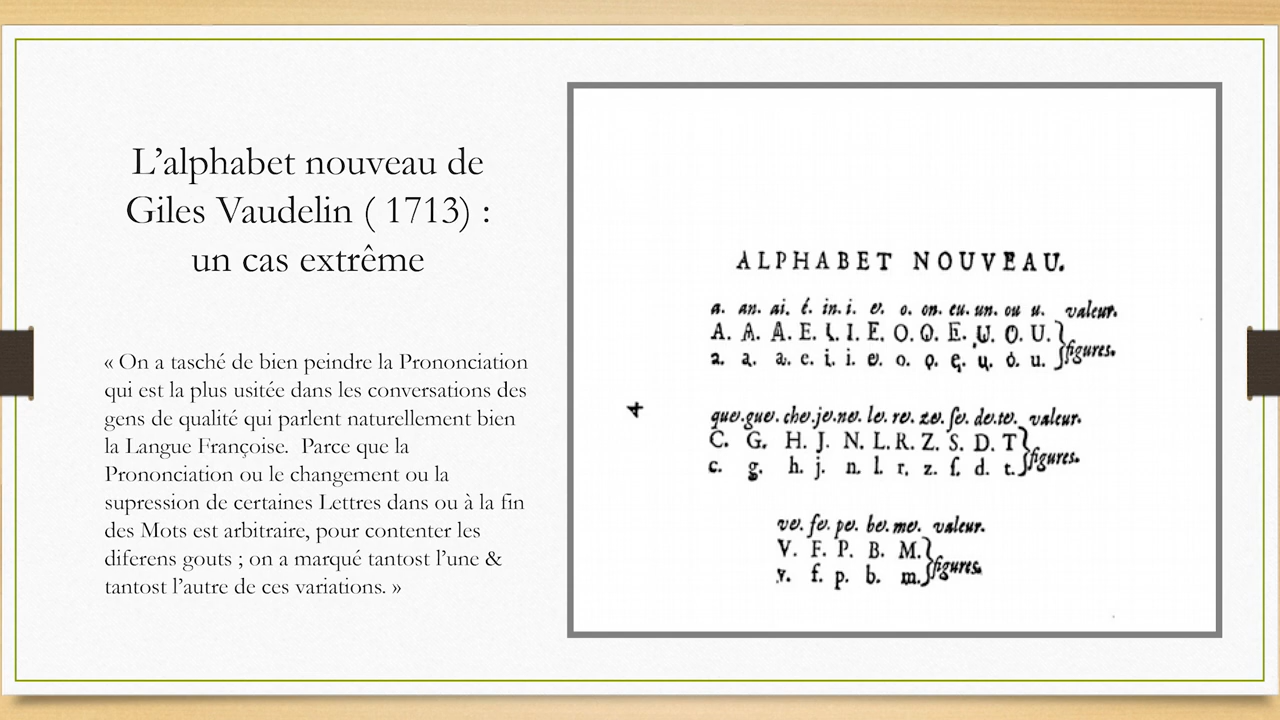 L’alphabet nouveau de
Giles Vaudelin ( 1713) :
un cas extrême
« On a tasché de bien peindre la Prononciation
qui est la plus usitée dans les conversations des
gens de qualité qui parlent naturellement bien
la Langue Françoise.  Parce que la
Prononciation ou le changement ou la
supression de certaines Lettres dans ou à la fin
des Mots est arbitraire, pour contenter les
diferens gouts ; on a marqué tantost l’une &
tantost l’autre de ces variations. »
ALPHABET NOUVEAU.
a. an. ai. é. in. i. e. o. on. eu. un. ou u. valeur.
A. A. A. E. I. I. E. O. O. E. U. O. U. } figures.
a. a. a. e. i. i. e. o. o. ę. ų. o. u.
que. gue. che. je. ne. le. re. ze. ſe. de. te. valeur.
C. G. H. J. N. L. R. Z. S. D. T } figures.
c. g. h. j. n. l. r. z. ſ. d. t.
ve. fe. pe. be. me. valeur.
V. F. P. B. M. } figures.
v. f. p. b. m.